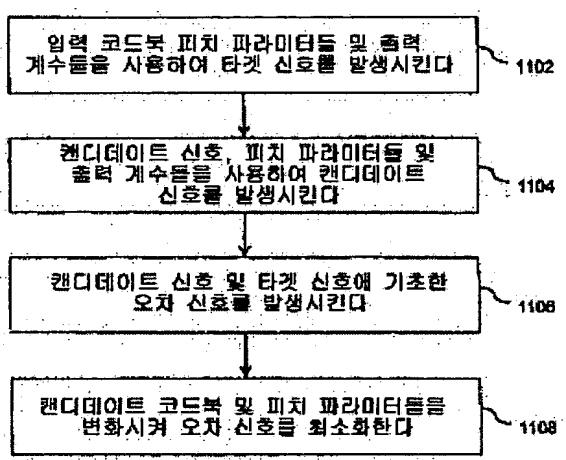 입력 코드북 피치 파라미터들 및 출력
계수들을 사용하여 타겟 신호를 발생시킨다
1102
캔디데이트 신호, 피치 파라미터들 및
출력 계수들을 사용하여 캔디데이트
신호를 발생시킨다
1104
캔디데이트 신호 및 타겟 신호에 기초한
오차 신호를 발생시킨다
1106
캔디데이트 코드북 및 피치 파라미터들을
변화시켜 오차 신호를 최소화한다
1108